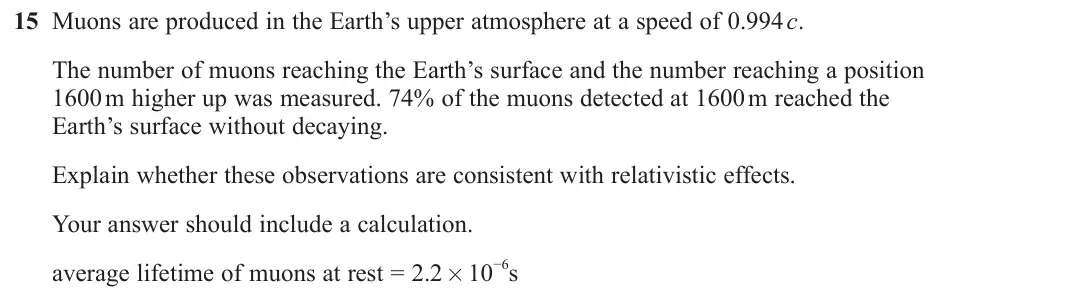 15 Muons are produced in the Earth’s upper atmosphere at a speed of 0.994c.
The number of muons reaching the Earth’s surface and the number reaching a position
1600 m higher up was measured. 74% of the muons detected at 1600 m reached the
Earth’s surface without decaying.
Explain whether these observations are consistent with relativistic effects.
Your answer should include a calculation.
average lifetime of muons at rest = 2.2 × 10⁻⁶s